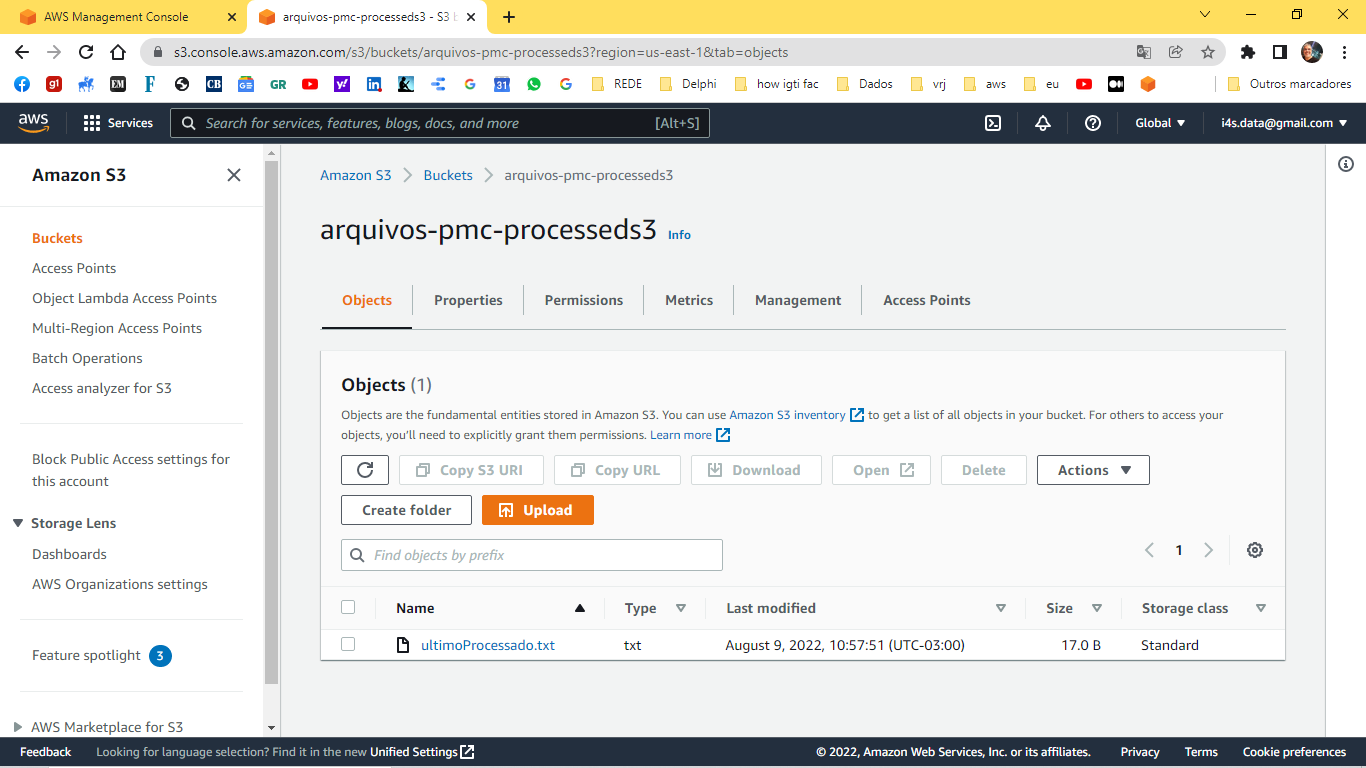 AWS Management Console
arquivos-pmc-processeds3 - S3 b
s3.console.aws.amazon.com/s3/buckets/arquivos-pmc-processeds3?region=us-east-1&tab=objects
g1 EM F CB GR 31 REDE Delphi how igti fac Dados vrj aws eu Outros marcadores
aws Services Search for services, features, blogs, docs, and more [Alt+S] Global i4s.data@gmail.com
Amazon S3
Buckets
Access Points
Object Lambda Access Points
Multi-Region Access Points
Batch Operations
Access analyzer for S3
Block Public Access settings for
this account
Storage Lens
Dashboards
AWS Organizations settings
Feature spotlight 3
AWS Marketplace for S3
Amazon S3 Buckets arquivos-pmc-processeds3
arquivos-pmc-processeds3 Info
Objects Properties Permissions Metrics Management Access Points
Objects (1)
Objects are the fundamental entities stored in Amazon S3. You can use Amazon S3 inventory to get a list of all objects in your bucket. For others to access your
objects, you'll need to explicitly grant them permissions. Learn more
Copy S3 URI Copy URL Download Open Delete Actions
Create folder Upload
Find objects by prefix 1
Name Type Last modified Size Storage class
ultimoProcessado.txt txt August 9, 2022, 10:57:51 (UTC-03:00) 17.0 B Standard
Feedback Looking for language selection? Find it in the new Unified Settings © 2022, Amazon Web Services, Inc. or its affiliates. Privacy Terms Cookie preferences